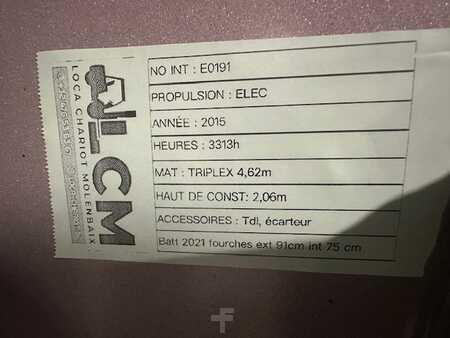 LCM
LOCA CHARIOT MOLENBAIX
NO INT : E0191
PROPULSION : ELEC
ANNÉE : 2015
HEURES : 3313h
MAT : TRIPLEX 4,62m
HAUT DE CONST: 2,06m
ACCESSOIRES : Tdl, écarteur
Batt 2021 fourches ext 91cm int 75 cm